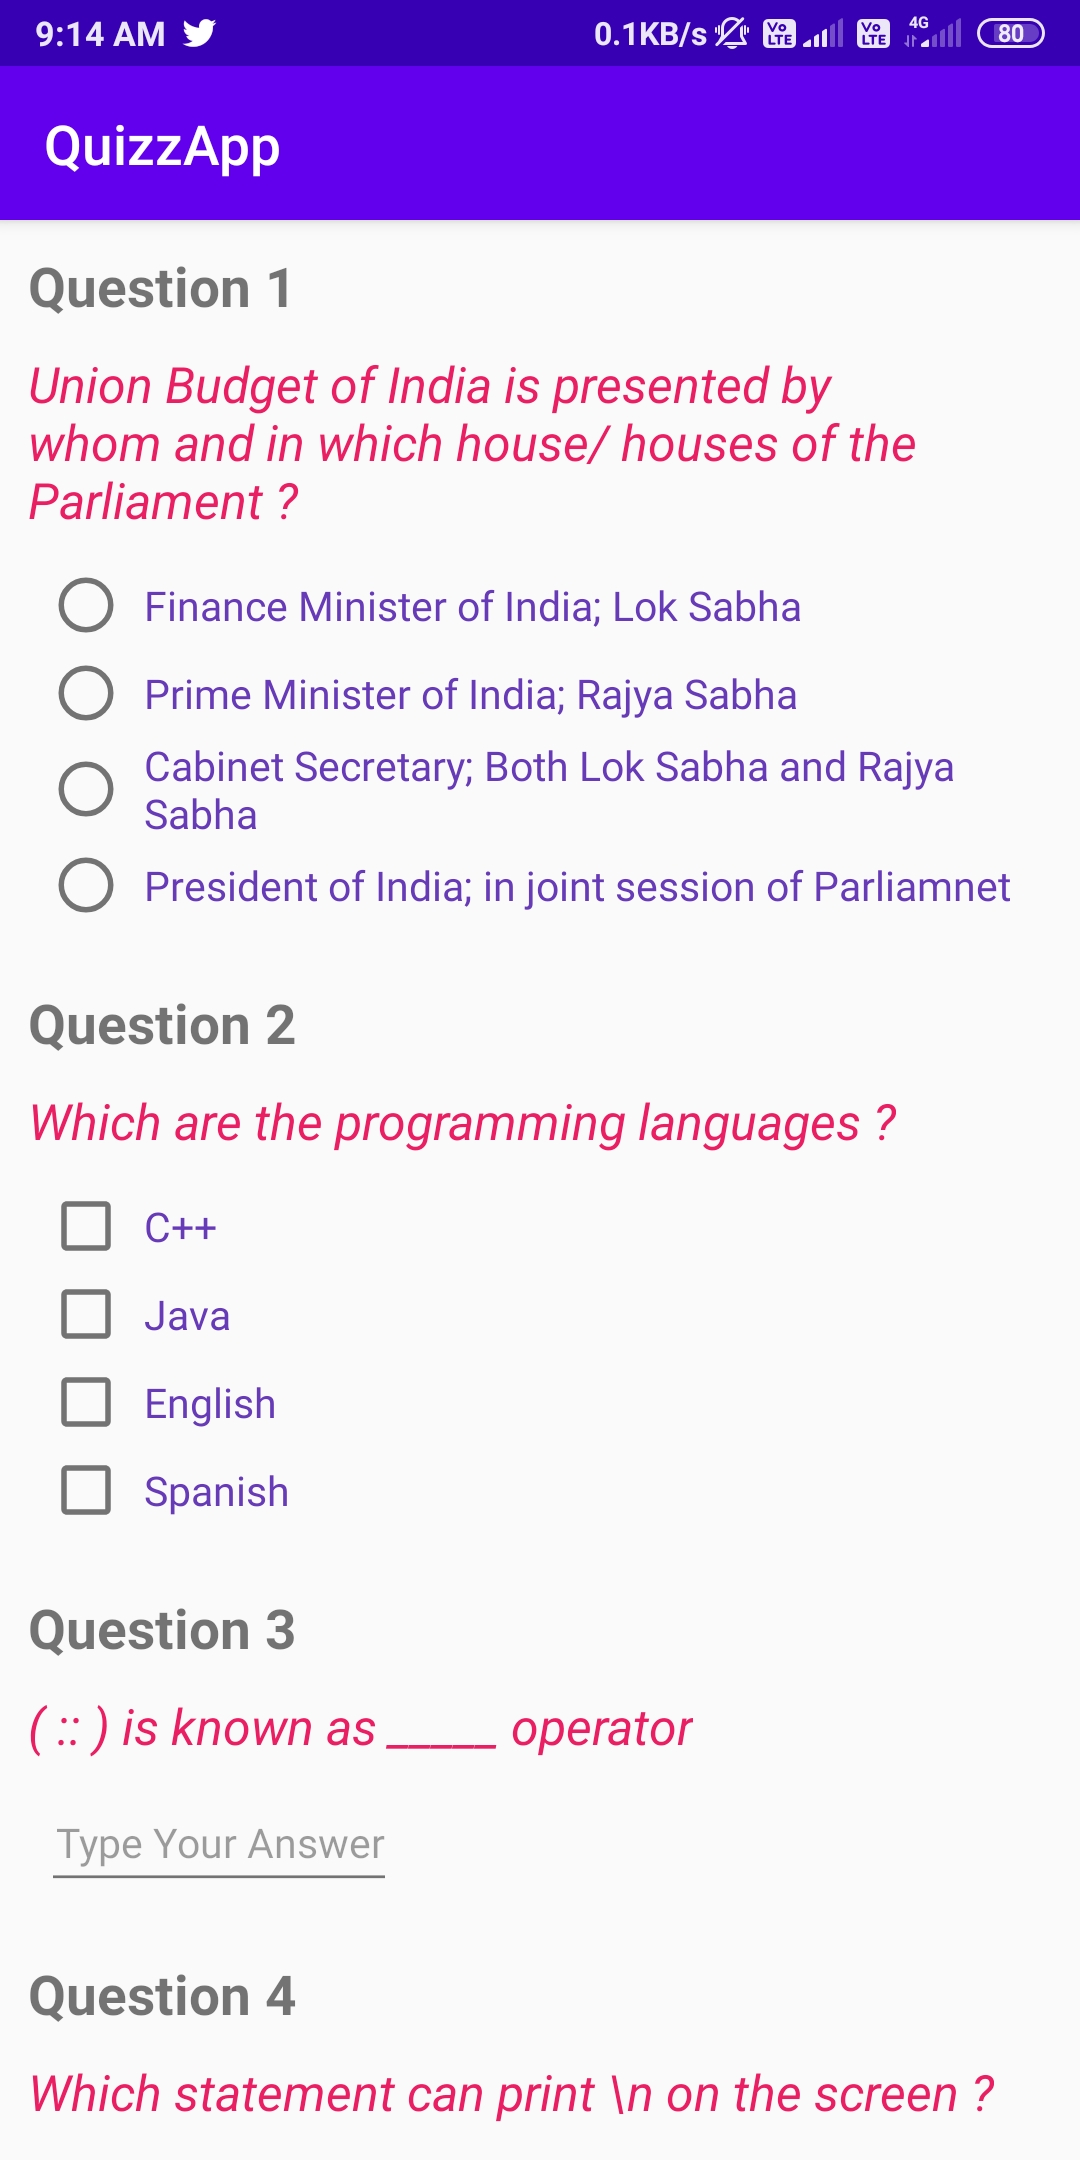 9:14 AM 0.1KB/s Vo LTE Vo LTE 4G 80
QuizzApp
Question 1
Union Budget of India is presented by
whom and in which house/ houses of the
Parliament ?
Finance Minister of India; Lok Sabha
Prime Minister of India; Rajya Sabha
Cabinet Secretary; Both Lok Sabha and Rajya
Sabha
President of India; in joint session of Parliamnet
Question 2
Which are the programming languages ?
C++
Java
English
Spanish
Question 3
( :: ) is known as _____ operator
Type Your Answer
Question 4
Which statement can print \n on the screen ?